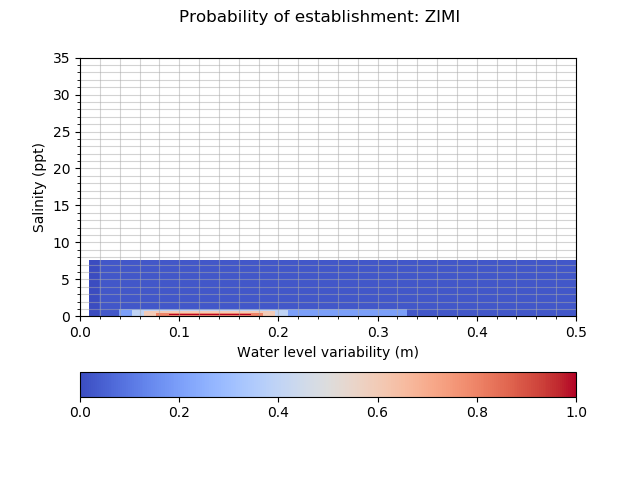 Probability of establishment: ZIMI
35
30
25
20
15
10
5
0
Salinity (ppt)
0.0 0.1 0.2 0.3 0.4 0.5
Water level variability (m)
0.0 0.2 0.4 0.6 0.8 1.0